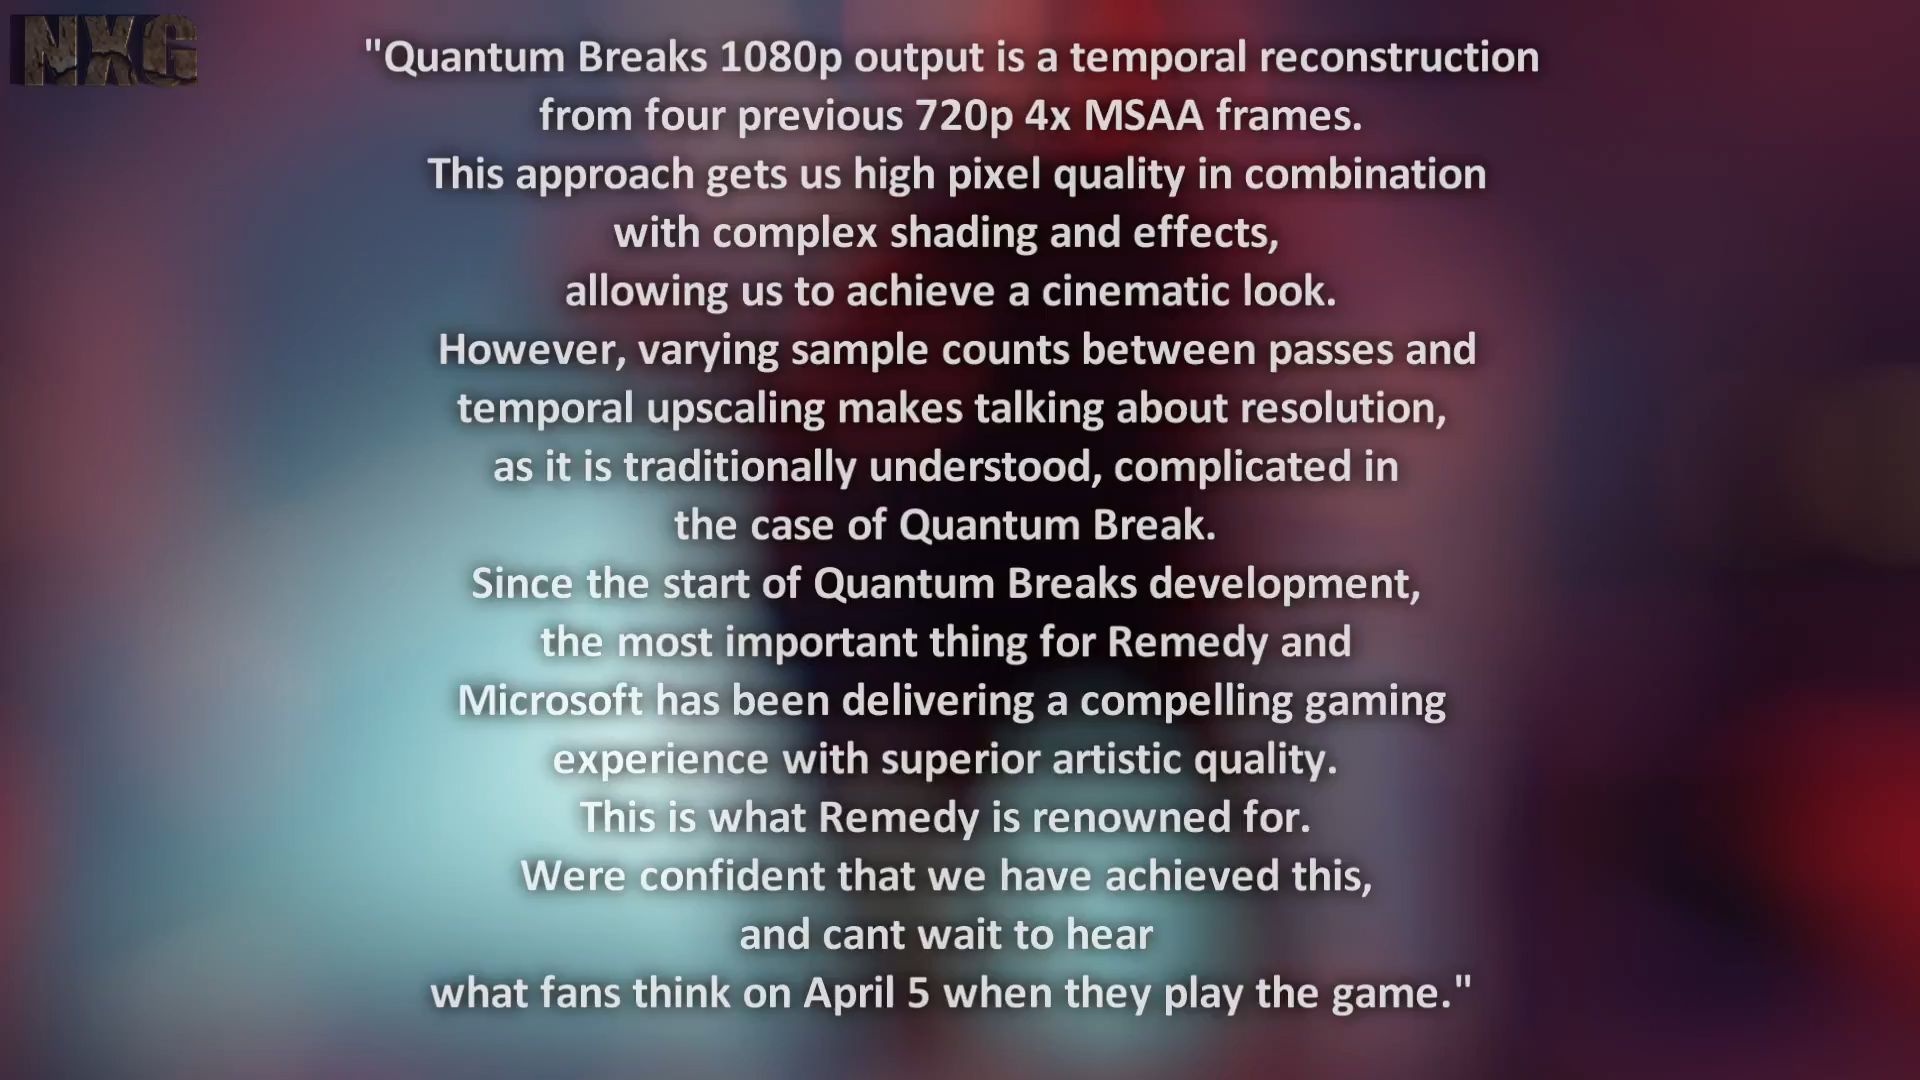 NXG
"Quantum Breaks 1080p output is a temporal reconstruction
from four previous 720p 4x MSAA frames.
This approach gets us high pixel quality in combination
with complex shading and effects,
allowing us to achieve a cinematic look.
However, varying sample counts between passes and
temporal upscaling makes talking about resolution,
as it is traditionally understood, complicated in
the case of Quantum Break.
Since the start of Quantum Breaks development,
the most important thing for Remedy and
Microsoft has been delivering a compelling gaming
experience with superior artistic quality.
This is what Remedy is renowned for.
Were confident that we have achieved this,
and cant wait to hear
what fans think on April 5 when they play the game."